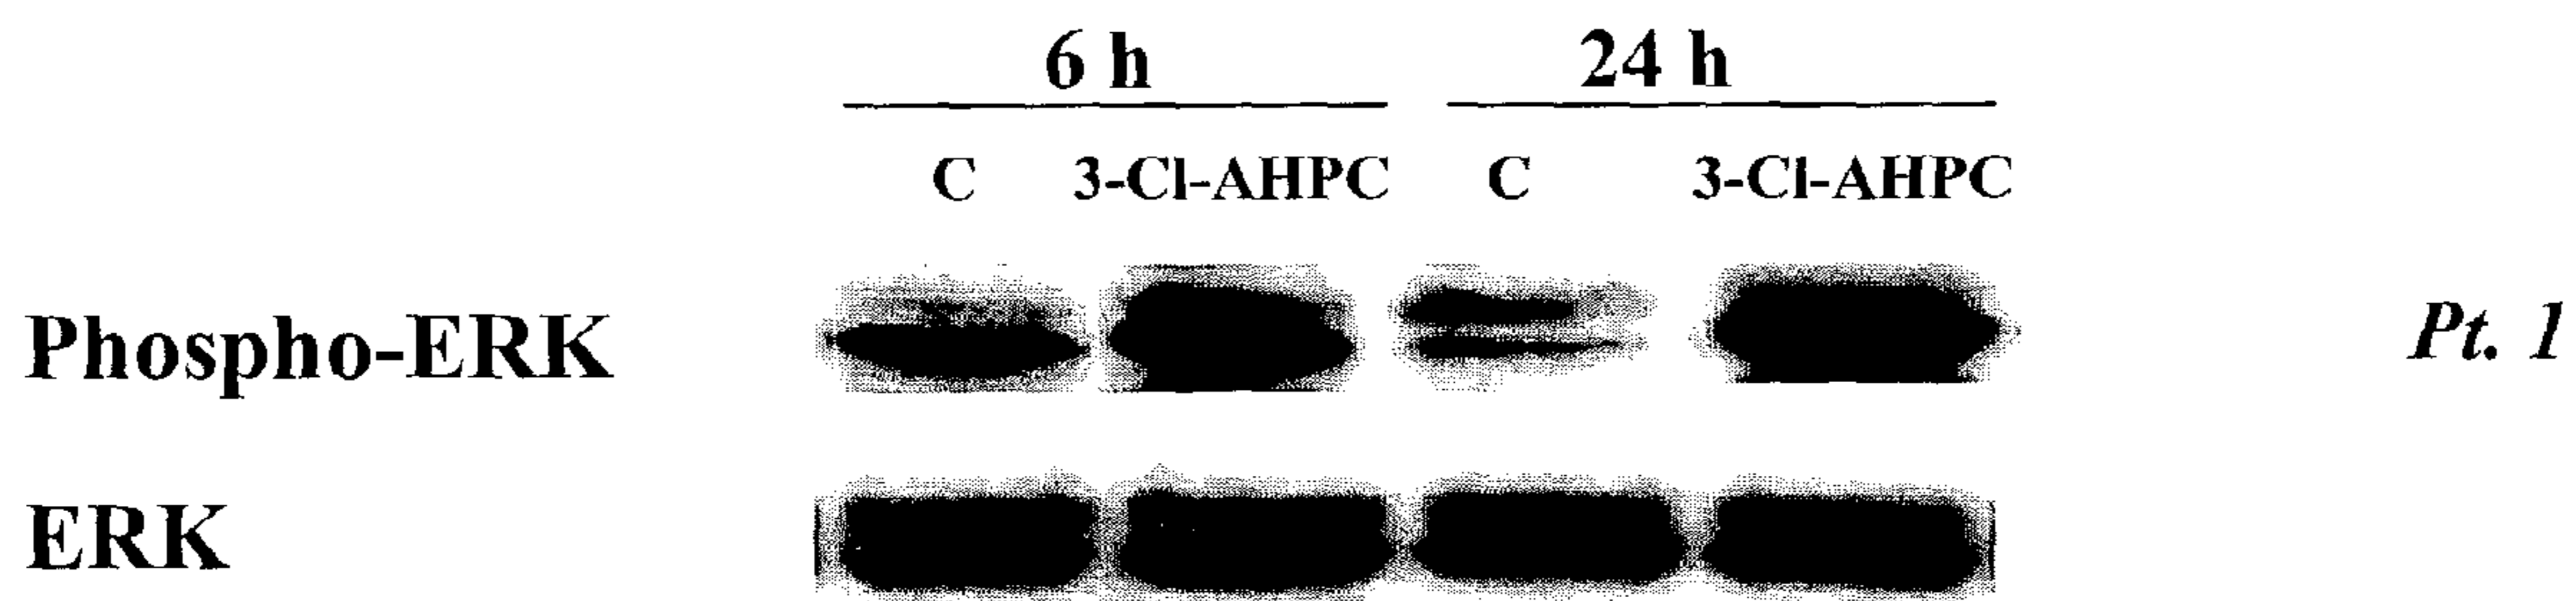 6 h 24 h
C 3-Cl-AHPC C 3-Cl-AHPC
Phospho-ERK Pt. 1
ERK